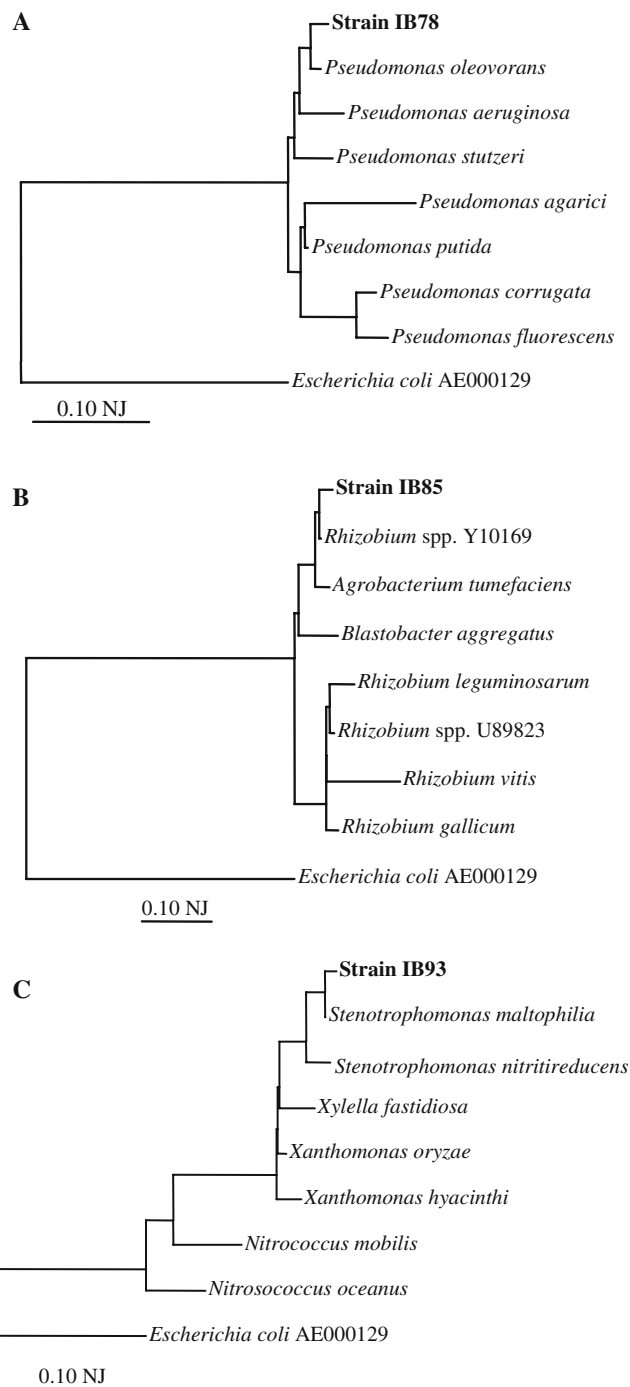 A
Strain IB78
Pseudomonas oleovorans
Pseudomonas aeruginosa
Pseudomonas stutzeri
Pseudomonas agarici
Pseudomonas putida
Pseudomonas corrugata
Pseudomonas fluorescens
Escherichia coli AE000129
0.10 NJ
B
Strain IB85
Rhizobium spp. Y10169
Agrobacterium tumefaciens
Blastobacter aggregatus
Rhizobium leguminosarum
Rhizobium spp. U89823
Rhizobium vitis
Rhizobium gallicum
Escherichia coli AE000129
0.10 NJ
C
Strain IB93
Stenotrophomonas maltophilia
Stenotrophomonas nitritireducens
Xylella fastidiosa
Xanthomonas oryzae
Xanthomonas hyacinthi
Nitrococcus mobilis
Nitrosococcus oceanus
Escherichia coli AE000129
0.10 NJ